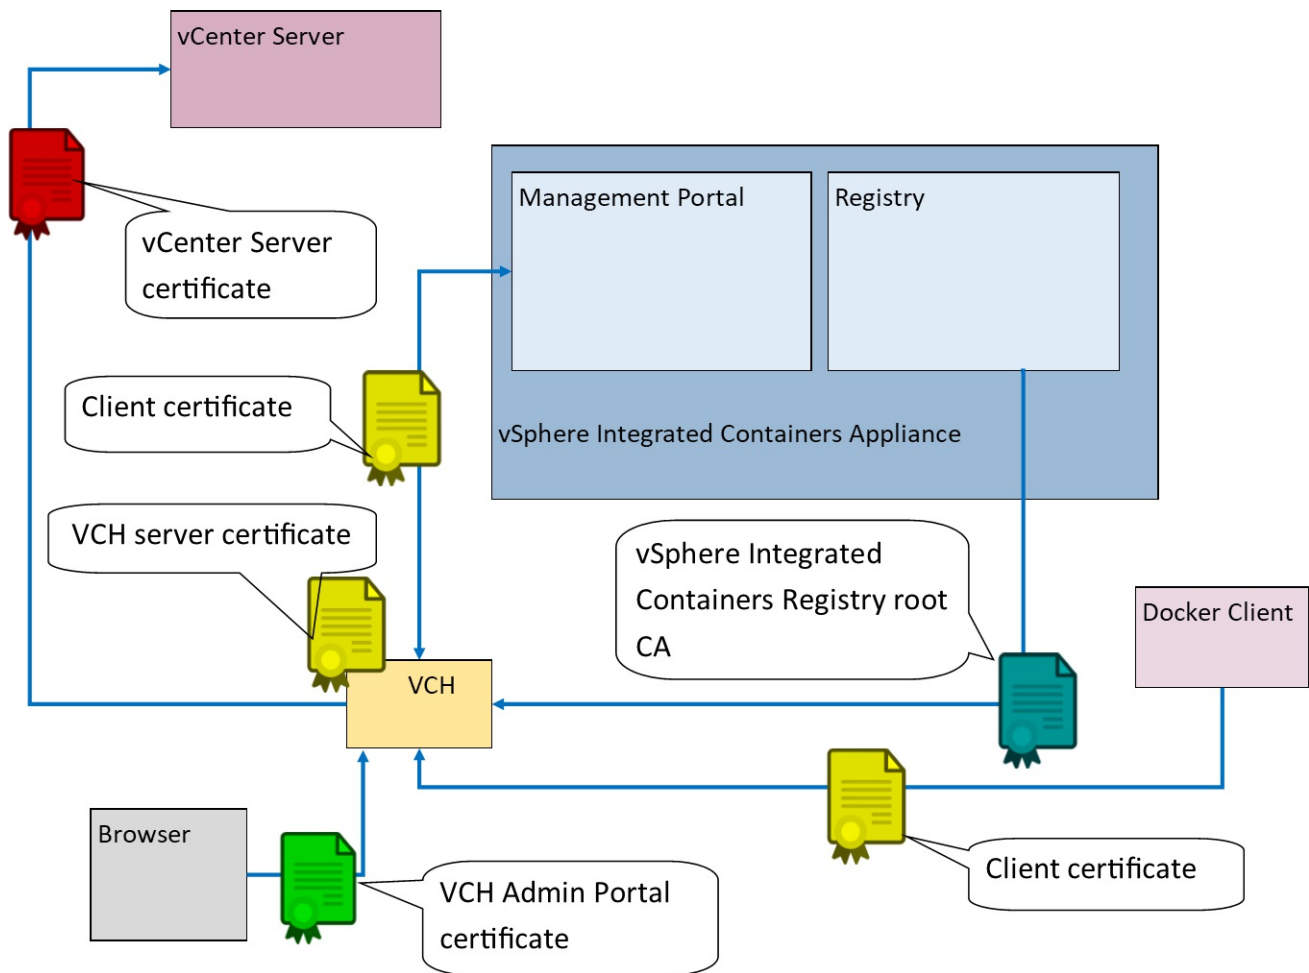 vCenter Server
vCenter Server
certificate
Management Portal
Registry
Client certificate
vSphere Integrated Containers Appliance
VCH server certificate
vSphere Integrated
Containers Registry root
CA
Docker Client
VCH
Browser
Client certificate
VCH Admin Portal
certificate